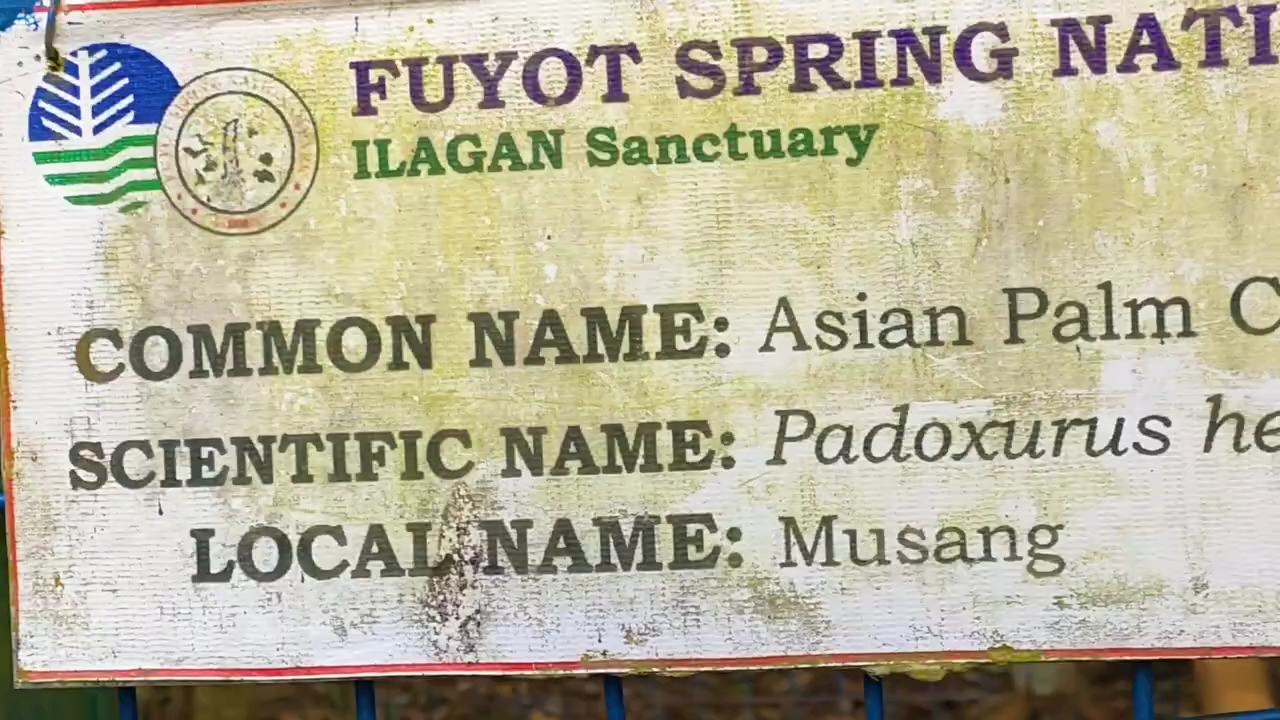 FUYOT SPRING NATI
ILAGAN Sanctuary
COMMON NAME: Asian Palm C
SCIENTIFIC NAME: Padoxurus he
LOCAL NAME: Musang